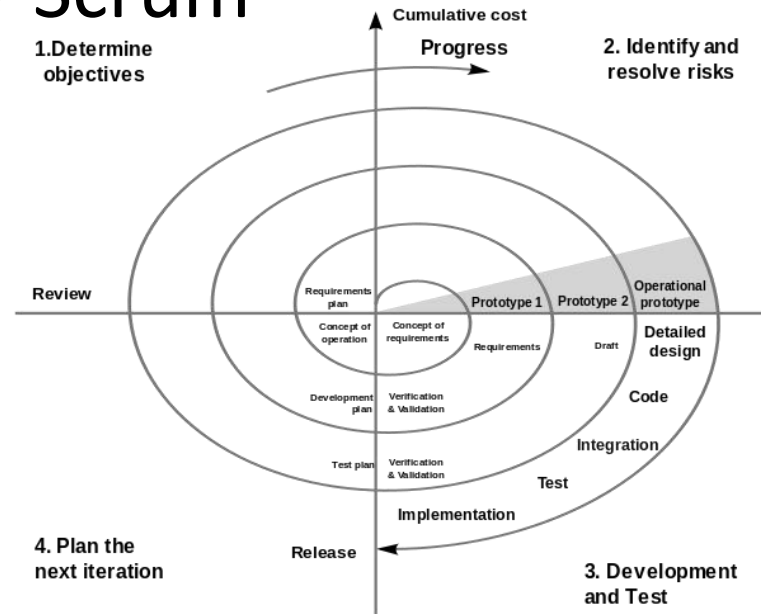 Scrum
Cumulative cost
Progress
1.Determine
objectives
2. Identify and
resolve risks
Review
Requirements
plan
Prototype 1
Prototype 2
Operational
prototype
Concept of
operation
Concept of
requirements
Requirements
Draft
Detailed
design
Development
plan
Verification
& Validation
Code
Integration
Test plan
Verification
& Validation
Test
Implementation
Release
4. Plan the
next iteration
3. Development
and Test